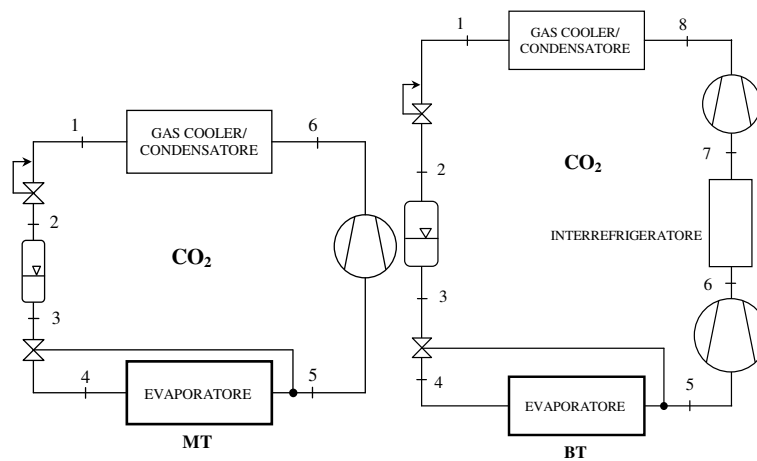 1
GAS COOLER/
CONDENSATORE
6
2
CO2
3
4
EVAPORATORE
5
MT
1
GAS COOLER/
CONDENSATORE
8
7
CO2
2
INTERREFRIGERATORE
3
6
4
EVAPORATORE
5
BT